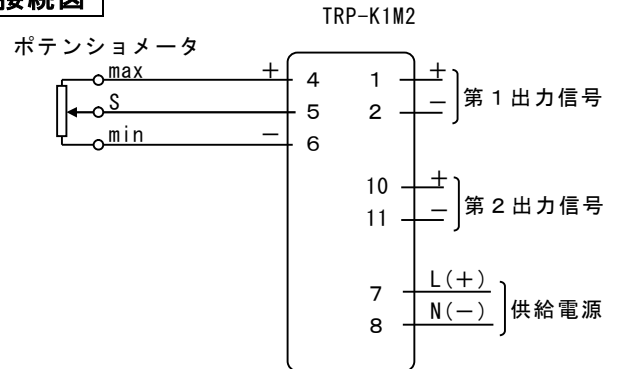 接続図
TRP-K1M2
ポテンショメータ
max + 4 1 +
S 5 2 − 第1出力信号
min − 6
10 +
11 − 第2出力信号
7 L(+)
8 N(−) 供給電源